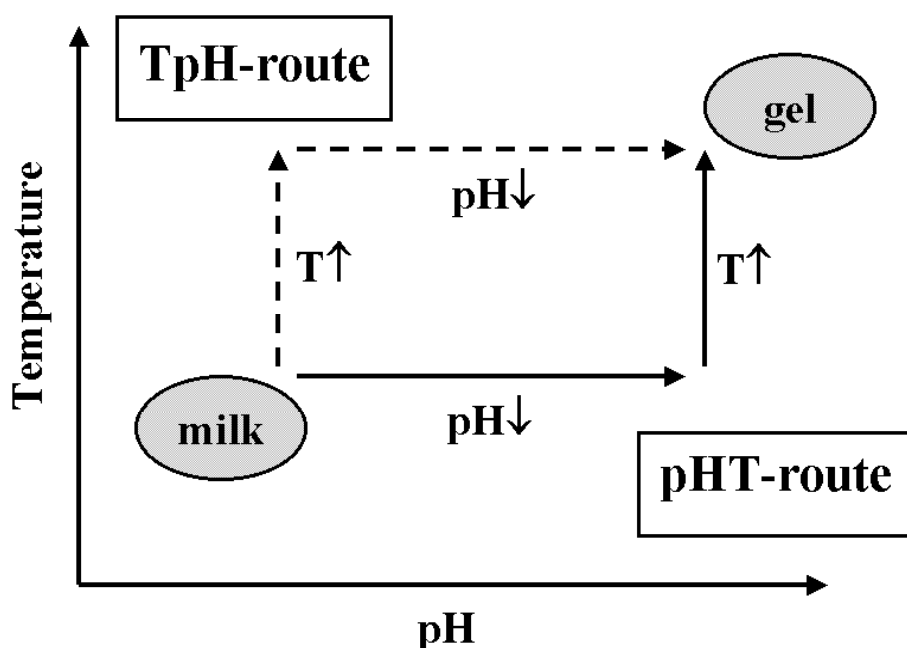 TpH-route
gel
pH↓
T↑
T↑
Temperature
milk
pH↓
pHT-route
pH